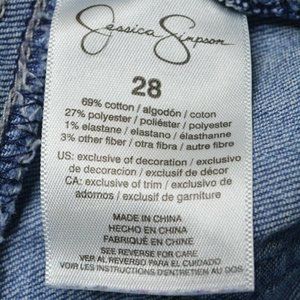 Jessica Simpson
28
69% cotton / algodón / coton
27% polyester / poliéster / polyester
1% elastane / elastano / élasthanne
3% other fiber / otra fibra / autre fibre
US: exclusive of decoration / exclusivo
de decoracion / exclusif de décor
CA: exclusive of trim / exclusivo de
adornos / exclusif de garniture
MADE IN CHINA
HECHO EN CHINA
FABRIQUÉ EN CHINE
SEE REVERSE FOR CARE
VER AL REVERSO PARA EL CUIDADO
VOIR LES INSTRUCTIONS D'ENTRETIEN AU DOS